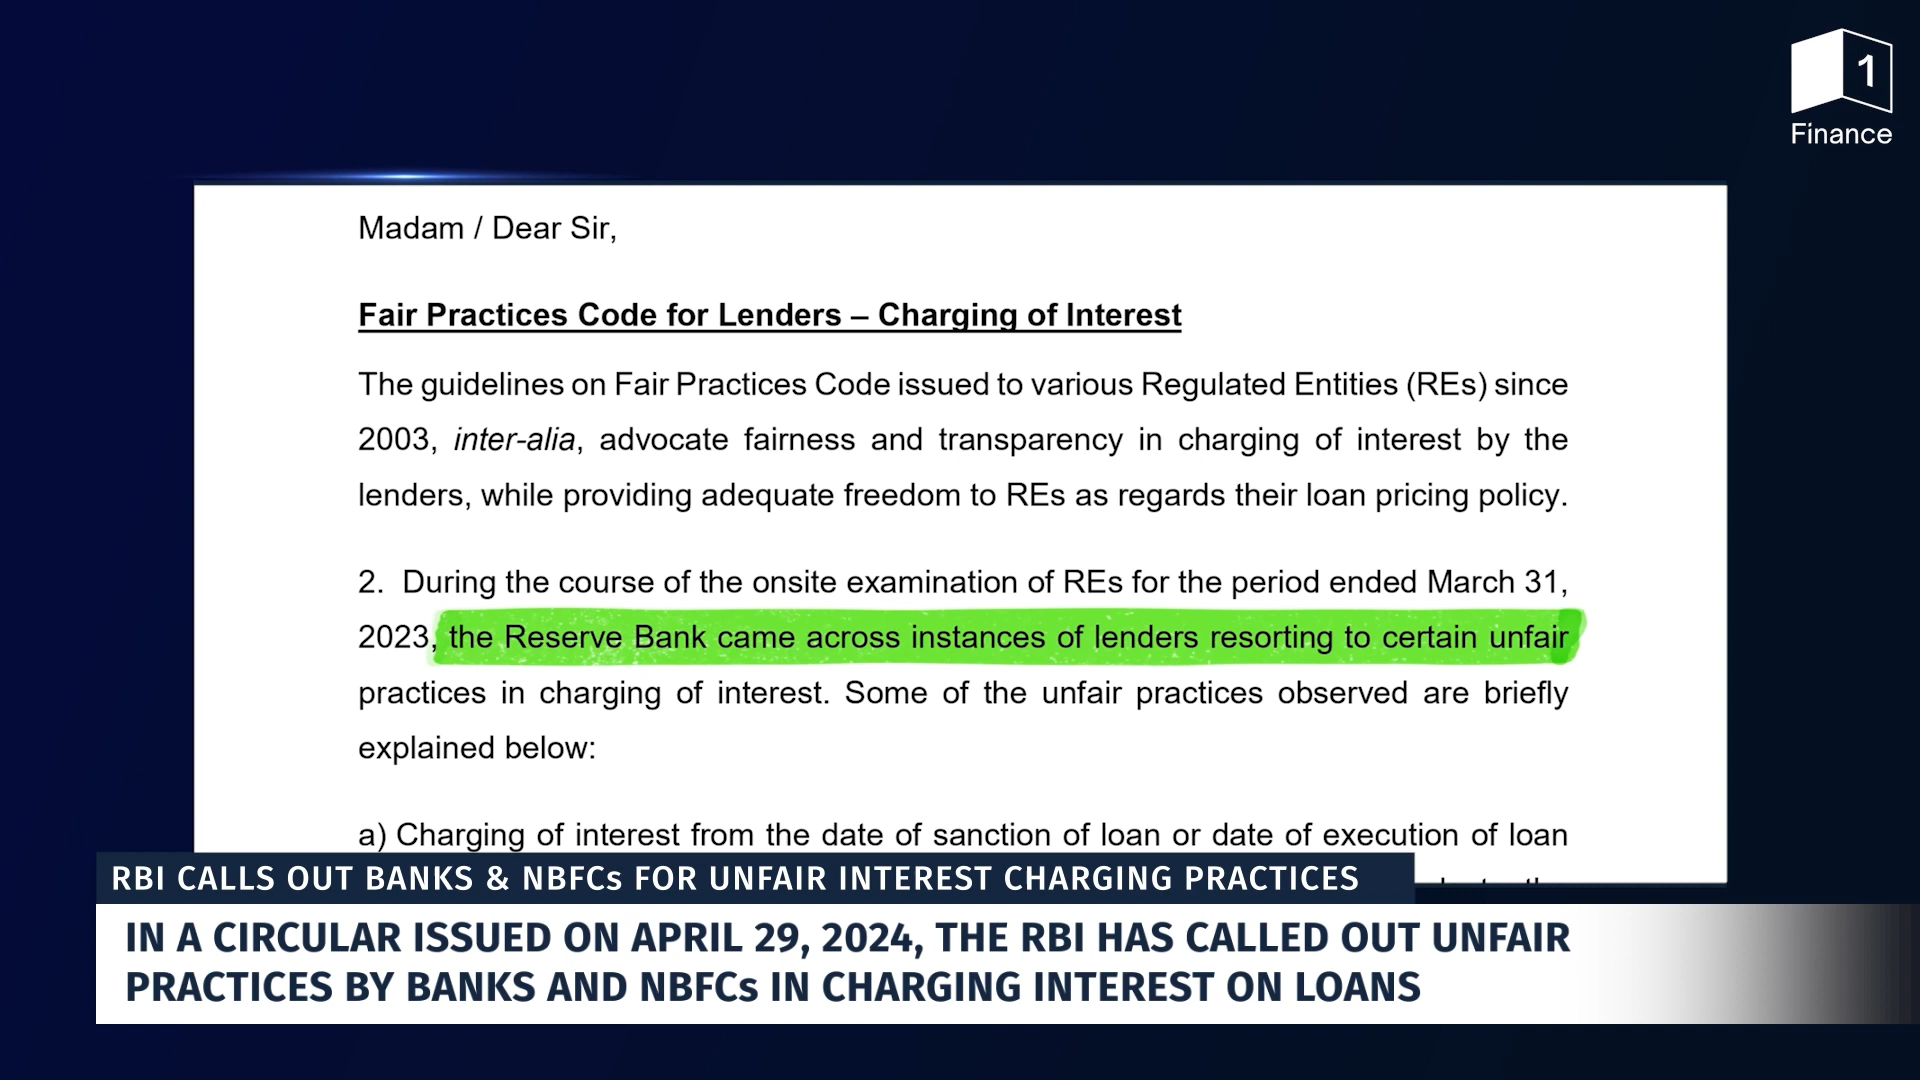 1
Finance
Madam / Dear Sir,
Fair Practices Code for Lenders – Charging of Interest
The guidelines on Fair Practices Code issued to various Regulated Entities (REs) since
2003, inter-alia, advocate fairness and transparency in charging of interest by the
lenders, while providing adequate freedom to REs as regards their loan pricing policy.
2. During the course of the onsite examination of REs for the period ended March 31,
2023, the Reserve Bank came across instances of lenders resorting to certain unfair
practices in charging of interest. Some of the unfair practices observed are briefly
explained below:
a) Charging of interest from the date of sanction of loan or date of execution of loan
RBI CALLS OUT BANKS & NBFCs FOR UNFAIR INTEREST CHARGING PRACTICES
IN A CIRCULAR ISSUED ON APRIL 29, 2024, THE RBI HAS CALLED OUT UNFAIR
PRACTICES BY BANKS AND NBFCs IN CHARGING INTEREST ON LOANS